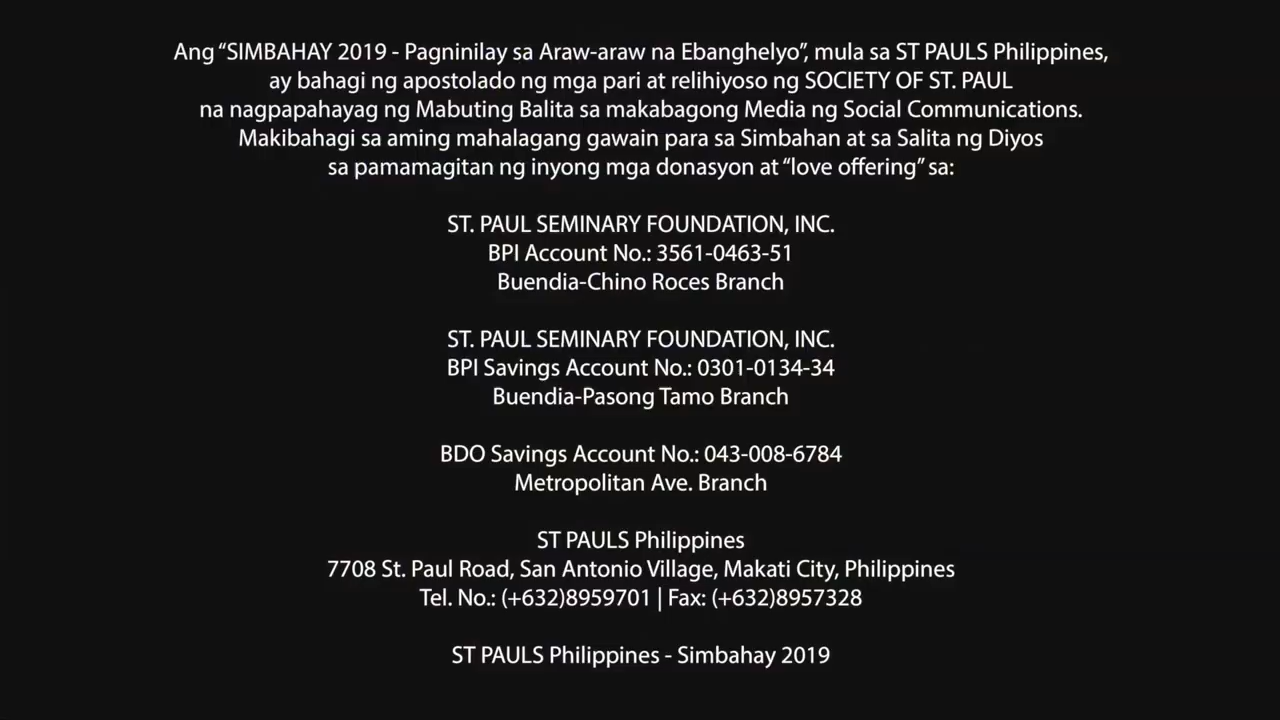 Ang “SIMBAHAY 2019 - Pagninilay sa Araw-araw na Ebanghelyo”, mula sa ST PAULS Philippines,
ay bahagi ng apostolado ng mga pari at relihiyoso ng SOCIETY OF ST. PAUL
na nagpapahayag ng Mabuting Balita sa makabagong Media ng Social Communications.
Makibahagi sa aming mahalagang gawain para sa Simbahan at sa Salita ng Diyos
sa pamamagitan ng inyong mga donasyon at “love offering” sa:
ST. PAUL SEMINARY FOUNDATION, INC.
BPI Account No.: 3561-0463-51
Buendia-Chino Roces Branch
ST. PAUL SEMINARY FOUNDATION, INC.
BPI Savings Account No.: 0301-0134-34
Buendia-Pasong Tamo Branch
BDO Savings Account No.: 043-008-6784
Metropolitan Ave. Branch
ST PAULS Philippines
7708 St. Paul Road, San Antonio Village, Makati City, Philippines
Tel. No.: (+632)8959701 | Fax: (+632)8957328
ST PAULS Philippines - Simbahay 2019